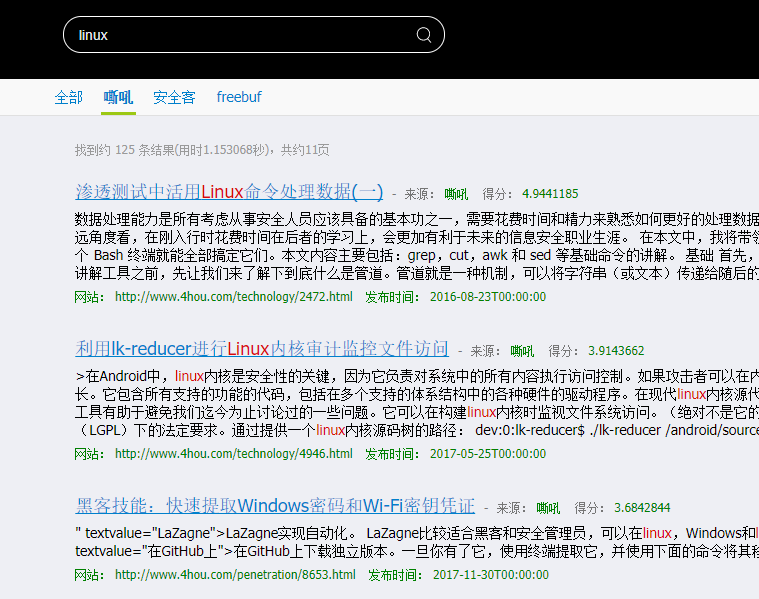 linux
全部 嘶吼 安全客 freebuf
找到约 125 条结果(用时1.153068秒)，共约11页
渗透测试中活用Linux命令处理数据(一) - 来源： 嘶吼 得分： 4.9441185
数据处理能力是所有考虑从事安全人员应该具备的基本功之一，需要花费时间和精力来熟悉如何更好的处理数据
远角度看，在刚入行时花费时间在后者的学习上，会更加有利于未来的信息安全职业生涯。 在本文中，我将带领
个 Bash 终端就能全部搞定它们。本文内容主要包括：grep，cut，awk 和 sed 等基础命令的讲解。 基础 首先，
讲解工具之前，先让我们来了解下到底什么是管道。管道就是一种机制，可以将字符串（或文本）传递给随后的
网站： http://www.4hou.com/technology/2472.html 发布时间： 2016-08-23T00:00:00
利用lk-reducer进行Linux内核审计监控文件访问 - 来源： 嘶吼 得分： 3.9143662
>在Android中，linux内核是安全性的关键，因为它负责对系统中的所有内容执行访问控制。如果攻击者可以在内
长。它包含所有支持的功能的代码，包括在多个支持的体系结构中的各种硬件的驱动程序。在现代linux内核源代
工具有助于避免我们迄今为止讨论过的一些问题。它可以在构建linux内核时监视文件系统访问。（绝对不是它的
（LGPL）下的法定要求。通过提供一个linux内核源码树的路径： dev:0:lk-reducer$ ./lk-reducer /android/source
网站： http://www.4hou.com/technology/4946.html 发布时间： 2017-05-25T00:00:00
黑客技能：快速提取Windows密码和Wi-Fi密钥凭证 - 来源： 嘶吼 得分： 3.6842844
" textvalue="LaZagne">LaZagne实现自动化。 LaZagne比较适合黑客和安全管理员，可以在linux，Windows和l
textvalue="在GitHub上">在GitHub上下载独立版本。一旦你有了它，使用终端提取它，并使用下面的命令将其移
网站： http://www.4hou.com/penetration/8653.html 发布时间： 2017-11-30T00:00:00